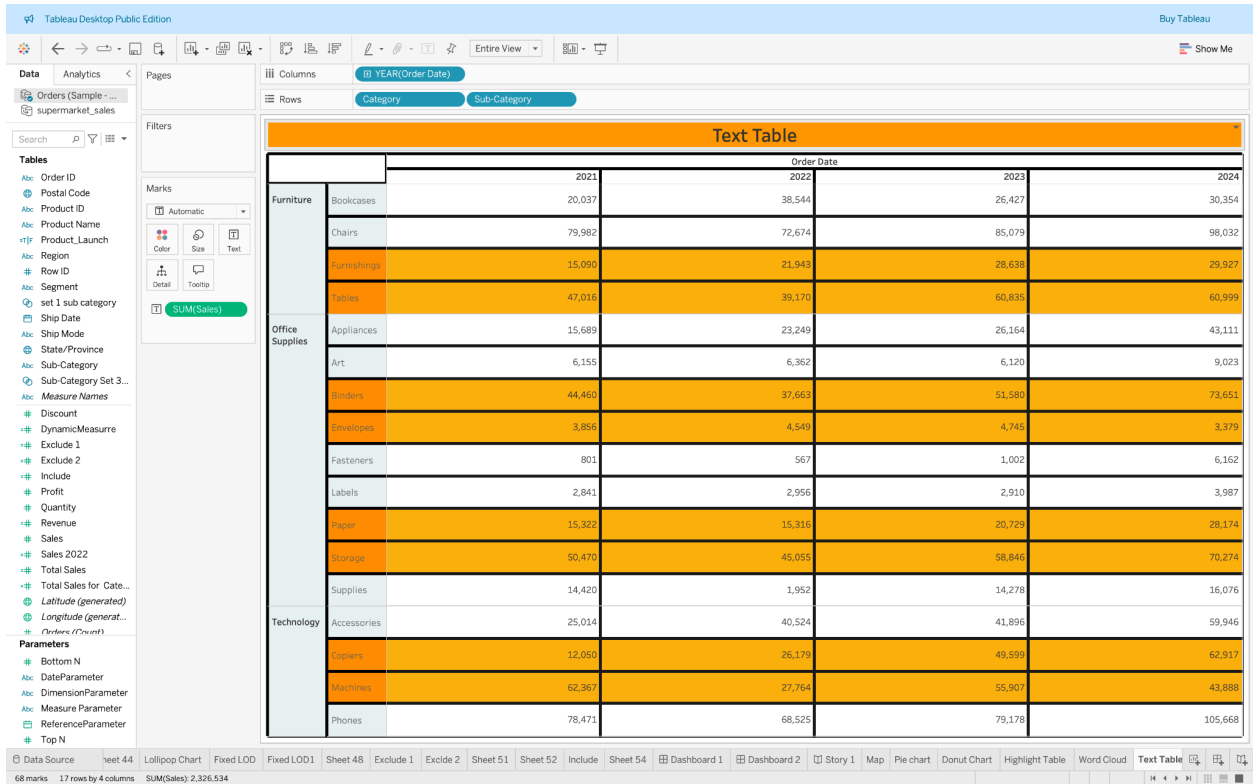 Tableau Desktop Public Edition
Buy Tableau
Entire View
Show Me
Data
Analytics
Orders (Sample - ...
supermarket_sales
Search
Tables
Abc Order ID
Postal Code
Abc Product ID
Abc Product Name
=T|F Product_Launch
Abc Region
# Row ID
Abc Segment
set 1 sub category
Ship Date
Abc Ship Mode
State/Province
Abc Sub-Category
Sub-Category Set 3...
Abc Measure Names
# Discount
=# DynamicMeasurre
=# Exclude 1
=# Exclude 2
=# Include
# Profit
# Quantity
=# Revenue
# Sales
=# Sales 2022
=# Total Sales
=# Total Sales for Cate...
Latitude (generated)
Longitude (generat...
# Orders (Count)
Parameters
# Bottom N
Abc DateParameter
Abc DimensionParameter
Abc Measure Parameter
ReferenceParameter
# Top N
Pages
Filters
Marks
Automatic
Color Size Text
Detail Tooltip
SUM(Sales)
Columns YEAR(Order Date)
Rows Category Sub-Category
Text Table
Order Date
2021 2022 2023 2024
Furniture Bookcases 20,037 38,544 26,427 30,354
Chairs 79,982 72,674 85,079 98,032
Furnishings 15,090 21,943 28,638 29,927
Tables 47,016 39,170 60,835 60,999
Office Supplies Appliances 15,689 23,249 26,164 43,111
Art 6,155 6,362 6,120 9,023
Binders 44,460 37,663 51,580 73,651
Envelopes 3,856 4,549 4,745 3,379
Fasteners 801 567 1,002 6,162
Labels 2,841 2,956 2,910 3,987
Paper 15,322 15,316 20,729 28,174
Storage 50,470 45,055 58,846 70,274
Supplies 14,420 1,952 14,278 16,076
Technology Accessories 25,014 40,524 41,896 59,946
Copiers 12,050 26,179 49,599 62,917
Machines 62,367 27,764 55,907 43,888
Phones 78,471 68,525 79,178 105,668
Data Source heet 44 Lollipop Chart Fixed LOD Fixed LOD1 Sheet 48 Exclude 1 Exclde 2 Sheet 51 Sheet 52 Include Sheet 54 Dashboard 1 Dashboard 2 Story 1 Map Pie chart Donut Chart Highlight Table Word Cloud Text Table
68 marks 17 rows by 4 columns SUM(Sales): 2,326,534